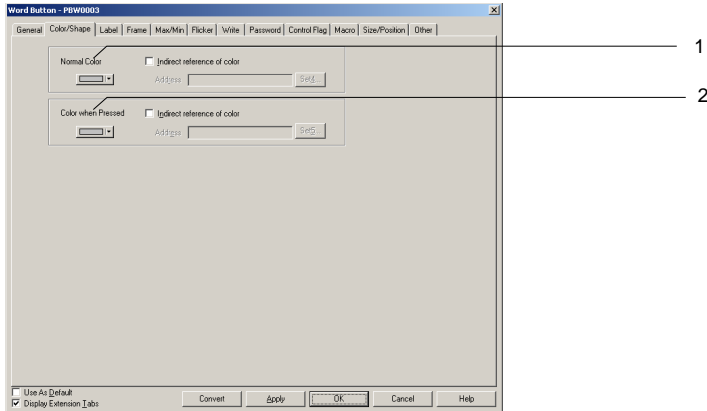 Word Button - PBW0003
General Color/Shape Label Frame Max/Min Flicker Write Password Control Flag Macro Size/Position Other
1
Normal Color Indirect reference of color
Address Set4...
2
Color when Pressed Indirect reference of color
Address Set5...
Use As Default
Display Extension Tabs
Convert Apply OK Cancel Help